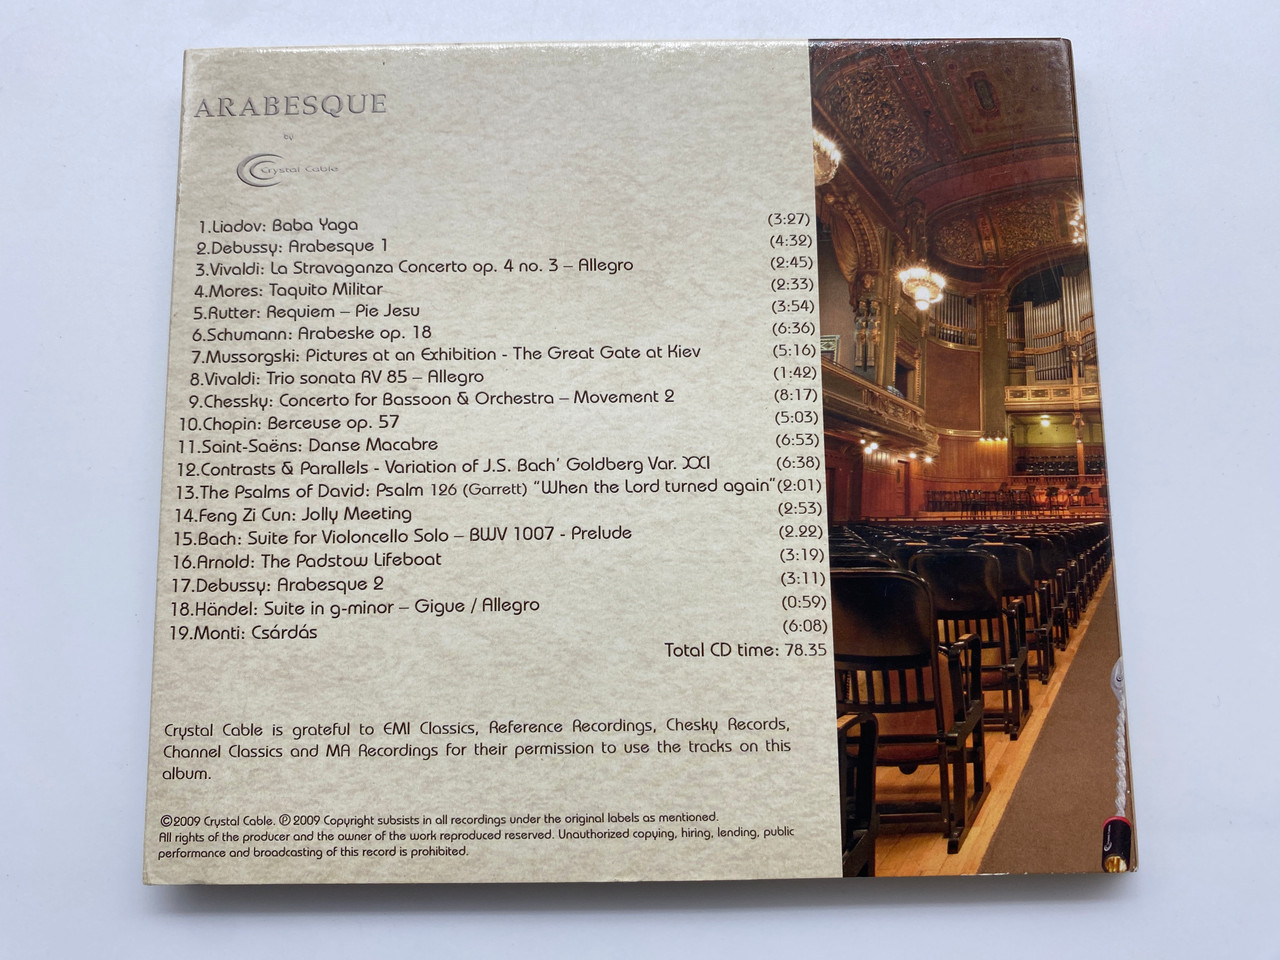 ARABESQUE
by
Crystal Cable
1.Liadov: Baba Yaga (3:27)
2.Debussy: Arabesque 1 (4:32)
3.Vivaldi: La Stravaganza Concerto op. 4 no. 3 – Allegro (2:45)
4.Mores: Taquito Militar (2:33)
5.Rutter: Requiem – Pie Jesu (3:54)
6.Schumann: Arabeske op. 18 (6:36)
7.Mussorgski: Pictures at an Exhibition - The Great Gate at Kiev (5:16)
8.Vivaldi: Trio sonata RV 85 – Allegro (1:42)
9.Chessky: Concerto for Bassoon & Orchestra – Movement 2 (8:17)
10.Chopin: Berceuse op. 57 (5:03)
11.Saint-Saëns: Danse Macabre (6:53)
12.Contrasts & Parallels - Variation of J.S. Bach' Goldberg Var. XXI (6:38)
13.The Psalms of David: Psalm 126 (Garrett) "When the Lord turned again" (2:01)
14.Feng Zi Cun: Jolly Meeting (2:53)
15.Bach: Suite for Violoncello Solo – BWV 1007 - Prelude (2.22)
16.Arnold: The Padstow Lifeboat (3:19)
17.Debussy: Arabesque 2 (3:11)
18.Händel: Suite in g-minor – Gigue / Allegro (0:59)
19.Monti: Csárdás (6:08)
Total CD time: 78.35
Crystal Cable is grateful to EMI Classics, Reference Recordings, Chesky Records,
Channel Classics and MA Recordings for their permission to use the tracks on this
album.
©2009 Crystal Cable. ℗ 2009 Copyright subsists in all recordings under the original labels as mentioned.
All rights of the producer and the owner of the work reproduced reserved. Unauthorized copying, hiring, lending, public
performance and broadcasting of this record is prohibited.